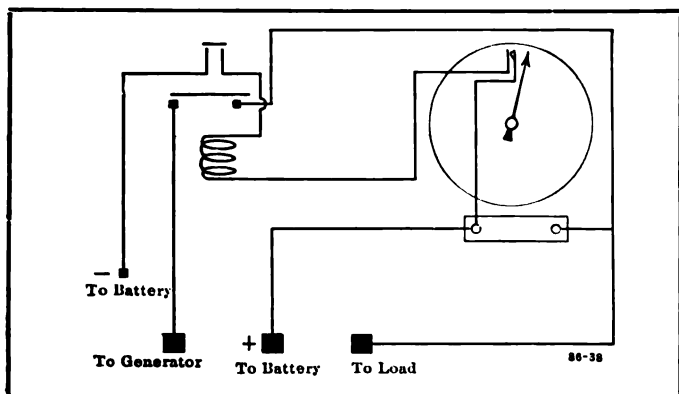 −
To Battery
To Generator
+
To Battery
To Load
86-38